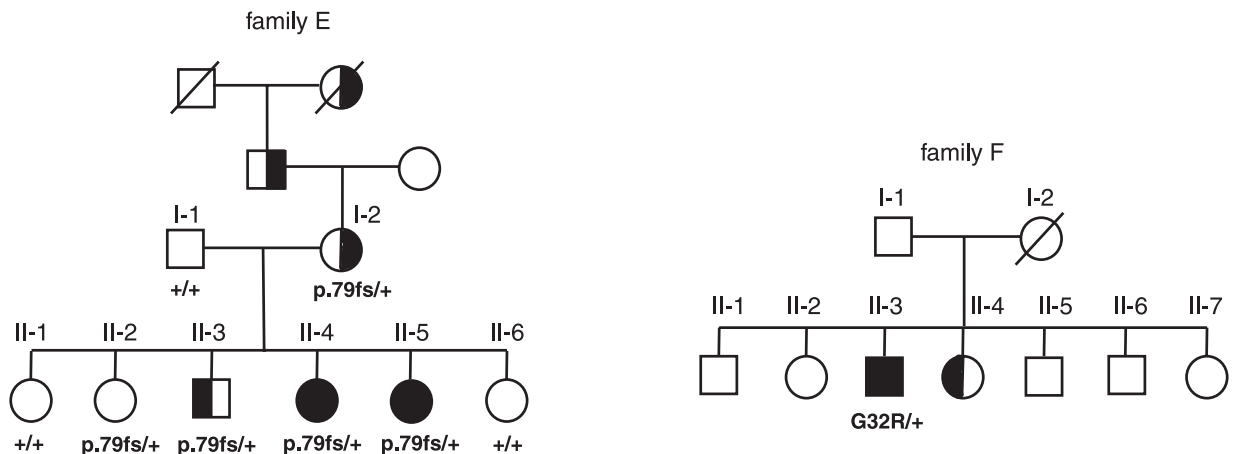 family E
I-1 I-2
+/+ p.79fs/+
II-1 II-2 II-3 II-4 II-5 II-6
+/+ p.79fs/+ p.79fs/+ p.79fs/+ p.79fs/+ +/+
family F
I-1 I-2
II-1 II-2 II-3 II-4 II-5 II-6 II-7
G32R/+